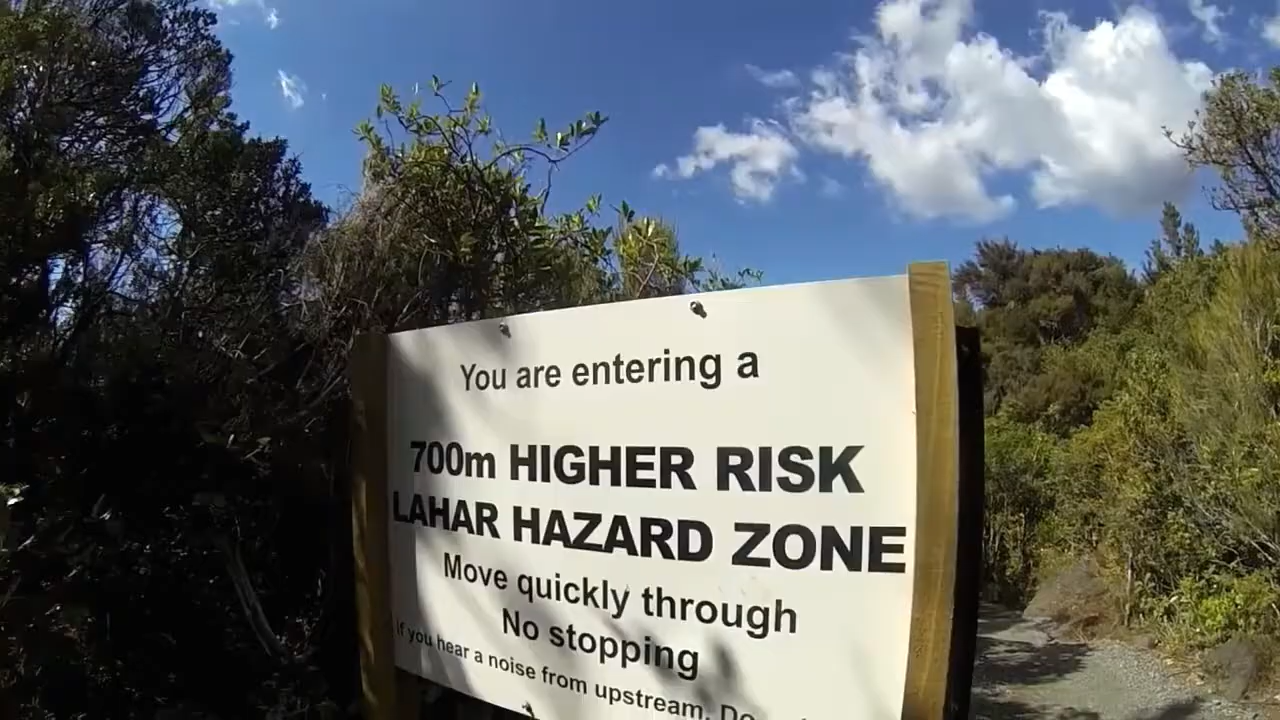 You are entering a
700m HIGHER RISK
LAHAR HAZARD ZONE
Move quickly through
No stopping
If you hear a noise from upstream. Do